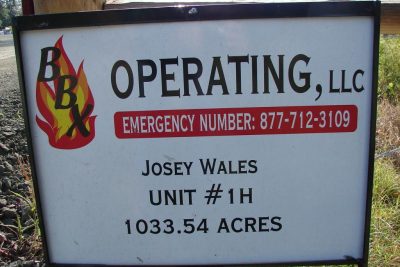 BBX
OPERATING, LLC
EMERGENCY NUMBER: 877-712-3109
JOSEY WALES
UNIT #1H
1033.54 ACRES